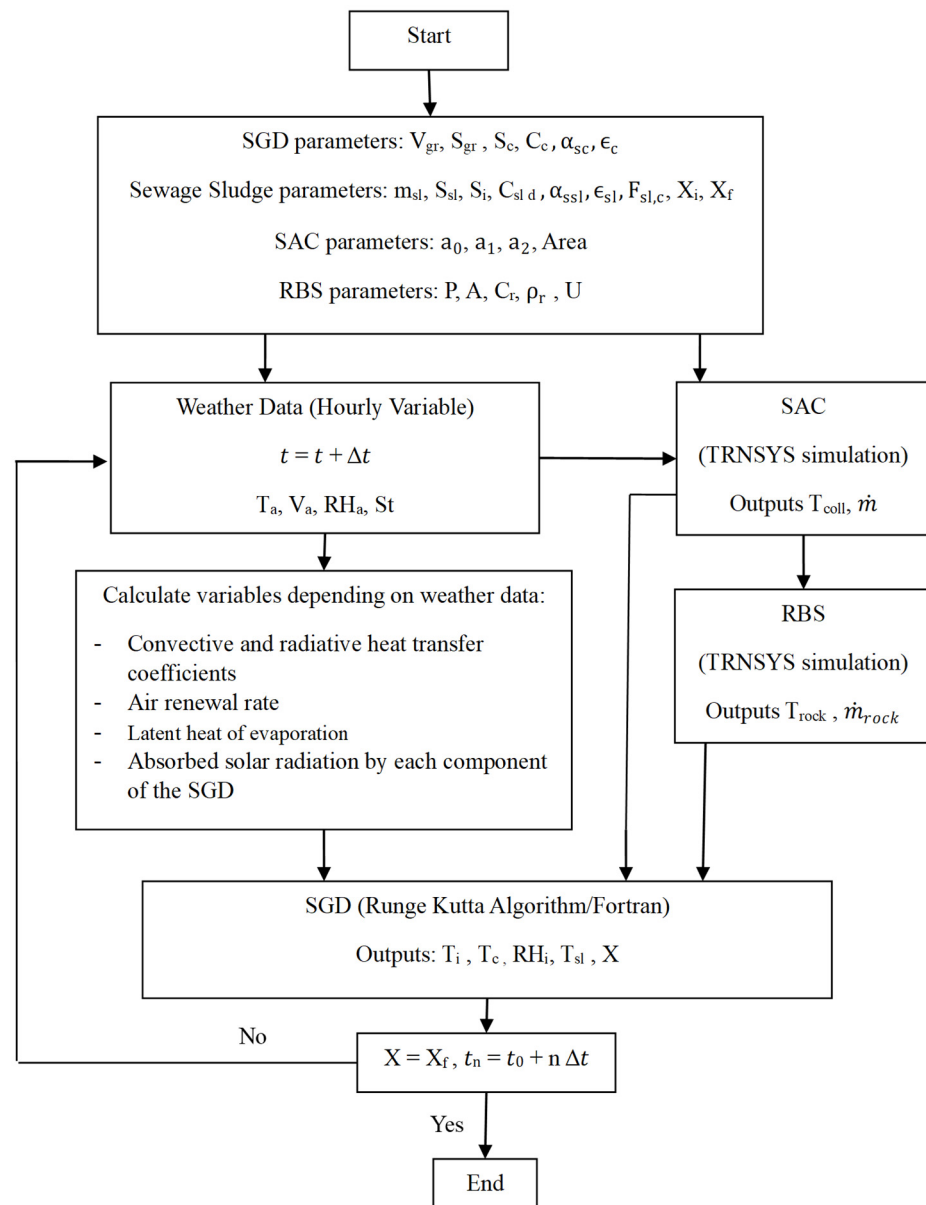 Start
SGD parameters: V_gr, S_gr , S_c, C_c , α_sc, ϵ_c
Sewage Sludge parameters: m_sl, S_sl, S_i, C_sl d , α_ssl, ϵ_sl, F_sl,c, X_i, X_f
SAC parameters: a_0, a_1, a_2, Area
RBS parameters: P, A, C_r, ρ_r , U
Weather Data (Hourly Variable)
t = t + Δt
T_a, V_a, RH_a, St
SAC
(TRNSYS simulation)
Outputs T_coll, ṁ
Calculate variables depending on weather data:
- Convective and radiative heat transfer
coefficients
- Air renewal rate
- Latent heat of evaporation
- Absorbed solar radiation by each component
of the SGD
RBS
(TRNSYS simulation)
Outputs T_rock , ṁ_rock
SGD (Runge Kutta Algorithm/Fortran)
Outputs: T_i , T_c , RH_i, T_sl , X
No
X = X_f , t_n = t_0 + n Δt
Yes
End